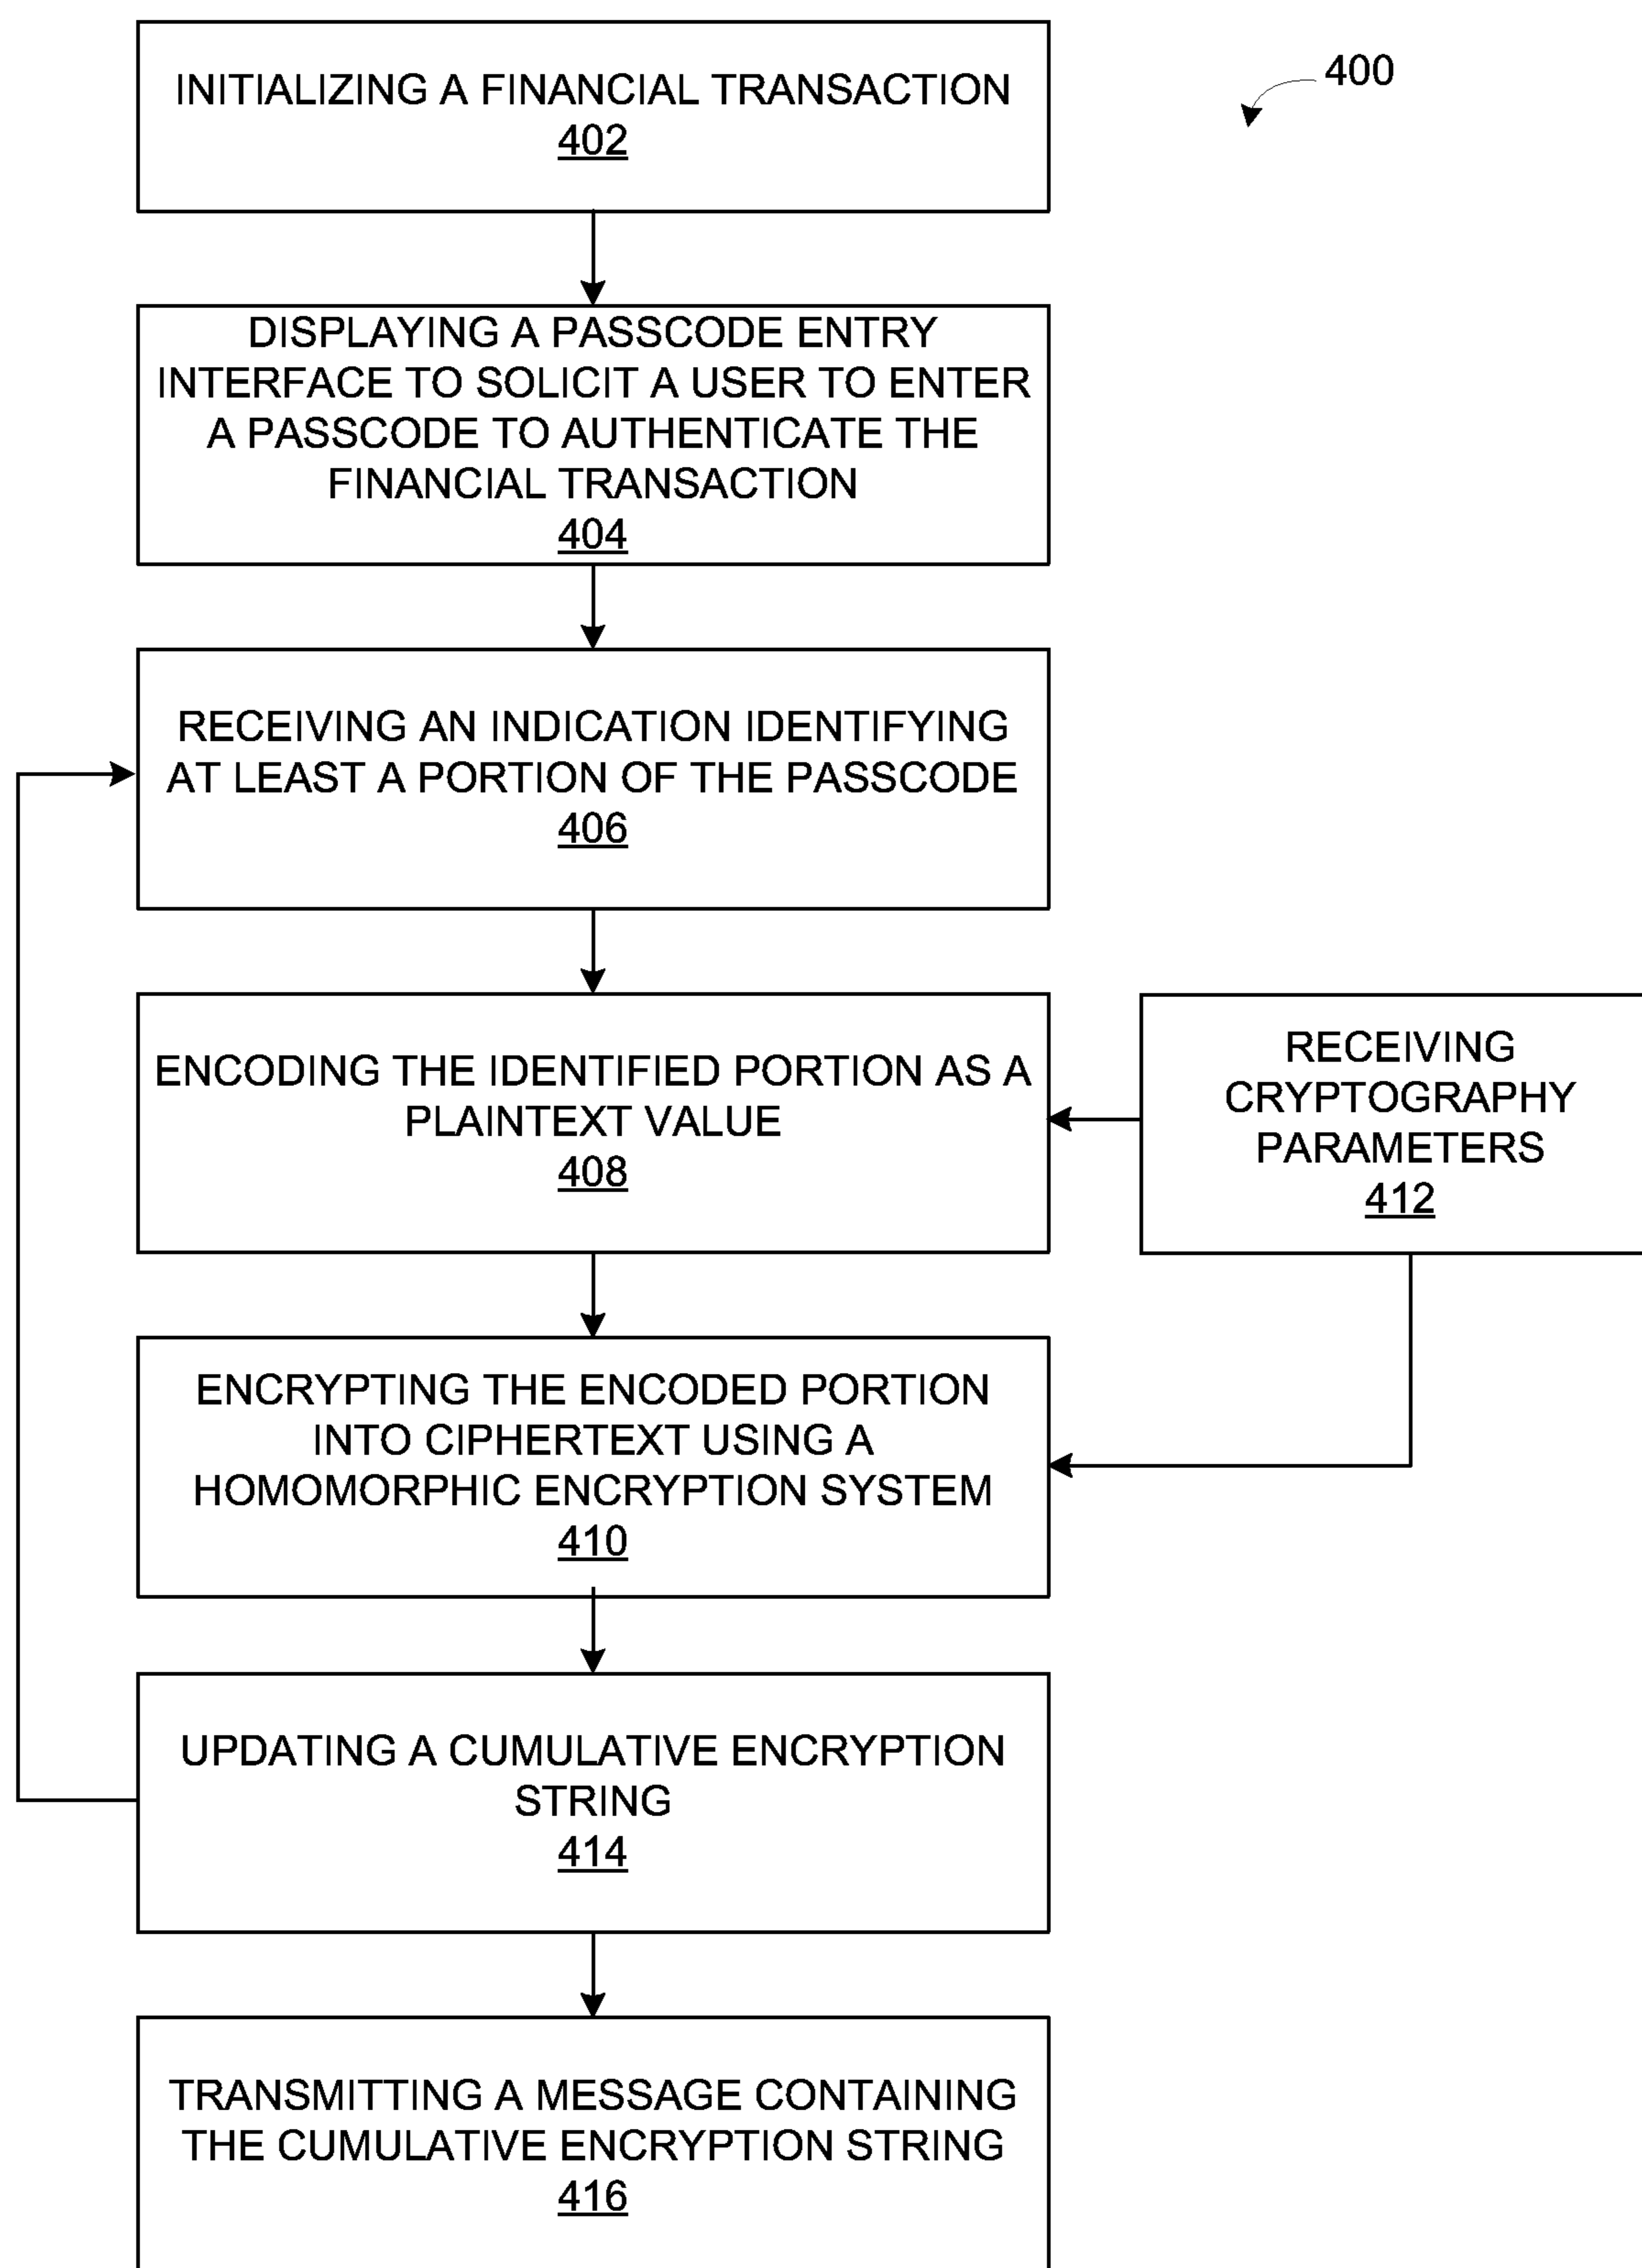 INITIALIZING A FINANCIAL TRANSACTION
402
400
DISPLAYING A PASSCODE ENTRY
INTERFACE TO SOLICIT A USER TO ENTER
A PASSCODE TO AUTHENTICATE THE
FINANCIAL TRANSACTION
404
RECEIVING AN INDICATION IDENTIFYING
AT LEAST A PORTION OF THE PASSCODE
406
ENCODING THE IDENTIFIED PORTION AS A
PLAINTEXT VALUE
408
RECEIVING
CRYPTOGRAPHY
PARAMETERS
412
ENCRYPTING THE ENCODED PORTION
INTO CIPHERTEXT USING A
HOMOMORPHIC ENCRYPTION SYSTEM
410
UPDATING A CUMULATIVE ENCRYPTION
STRING
414
TRANSMITTING A MESSAGE CONTAINING
THE CUMULATIVE ENCRYPTION STRING
416